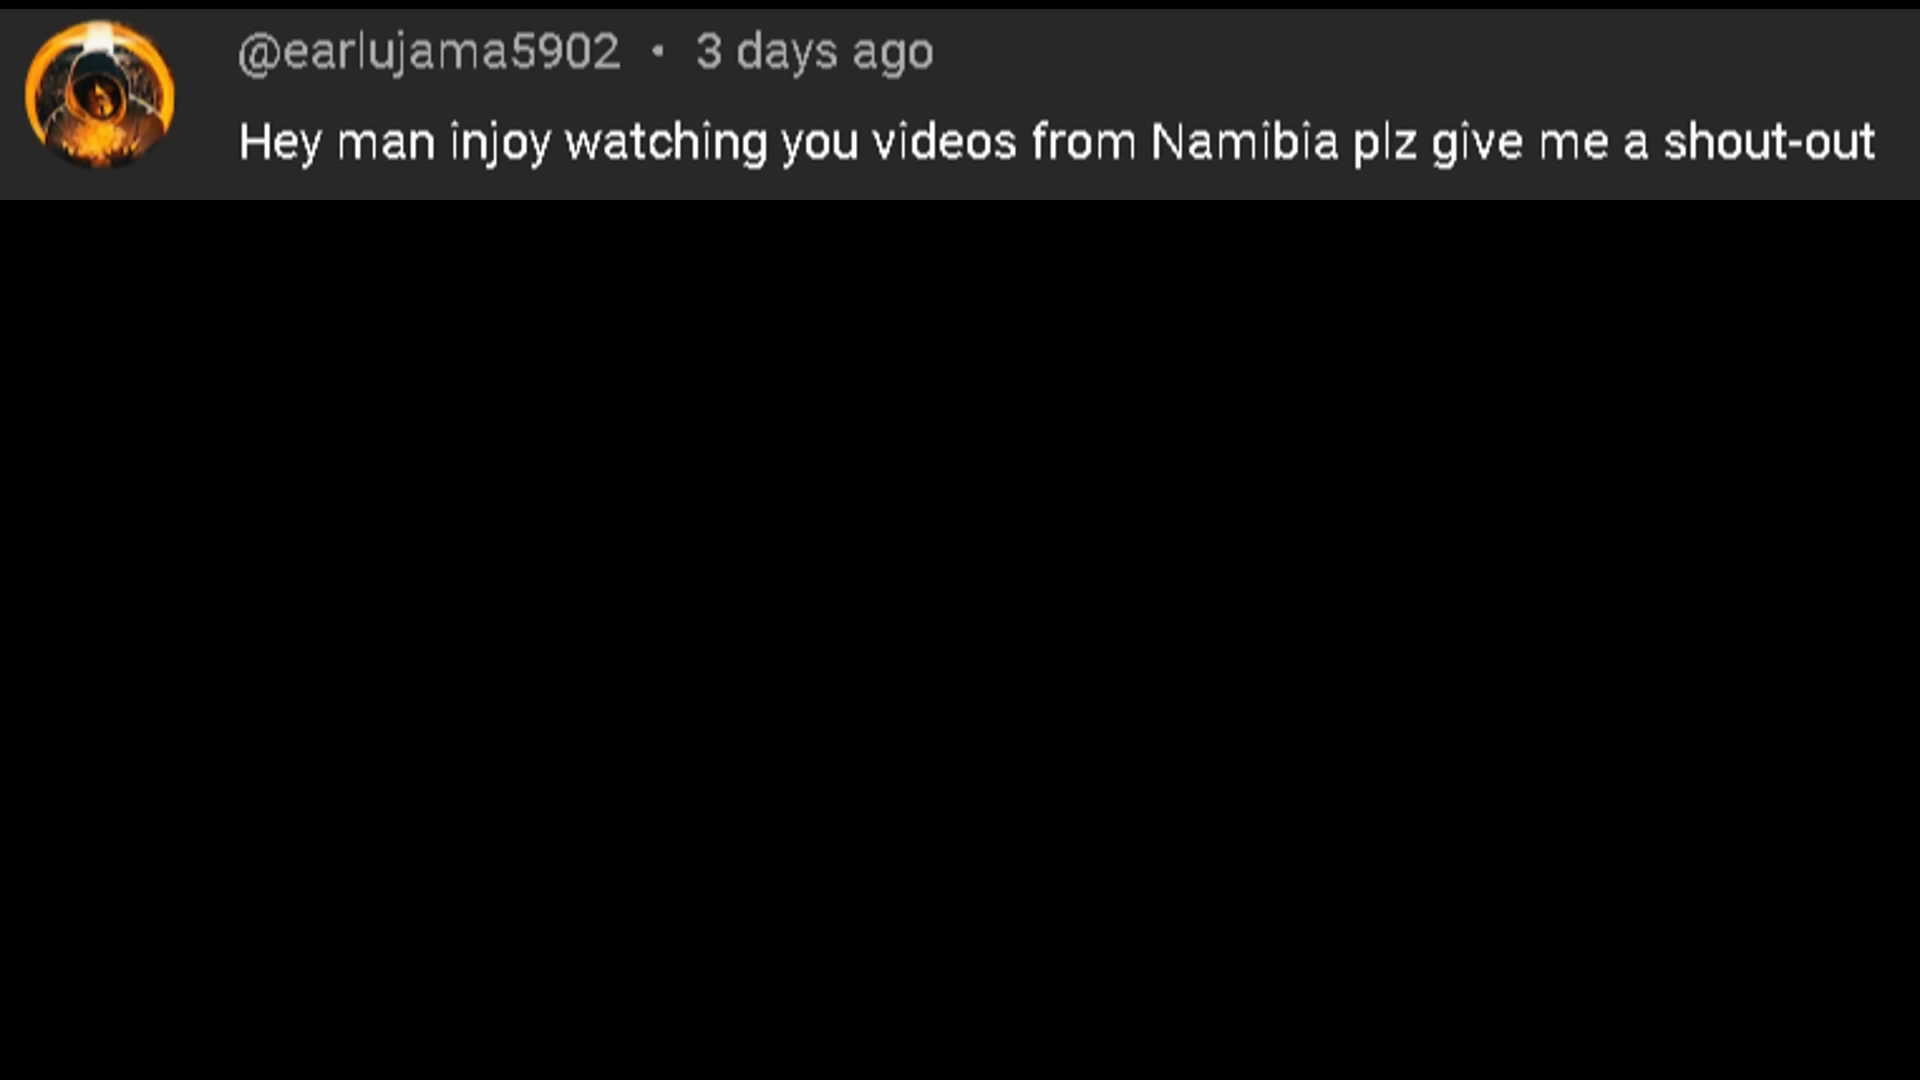 @earlujama5902 • 3 days ago
Hey man injoy watching you videos from Namibia plz give me a shout-out